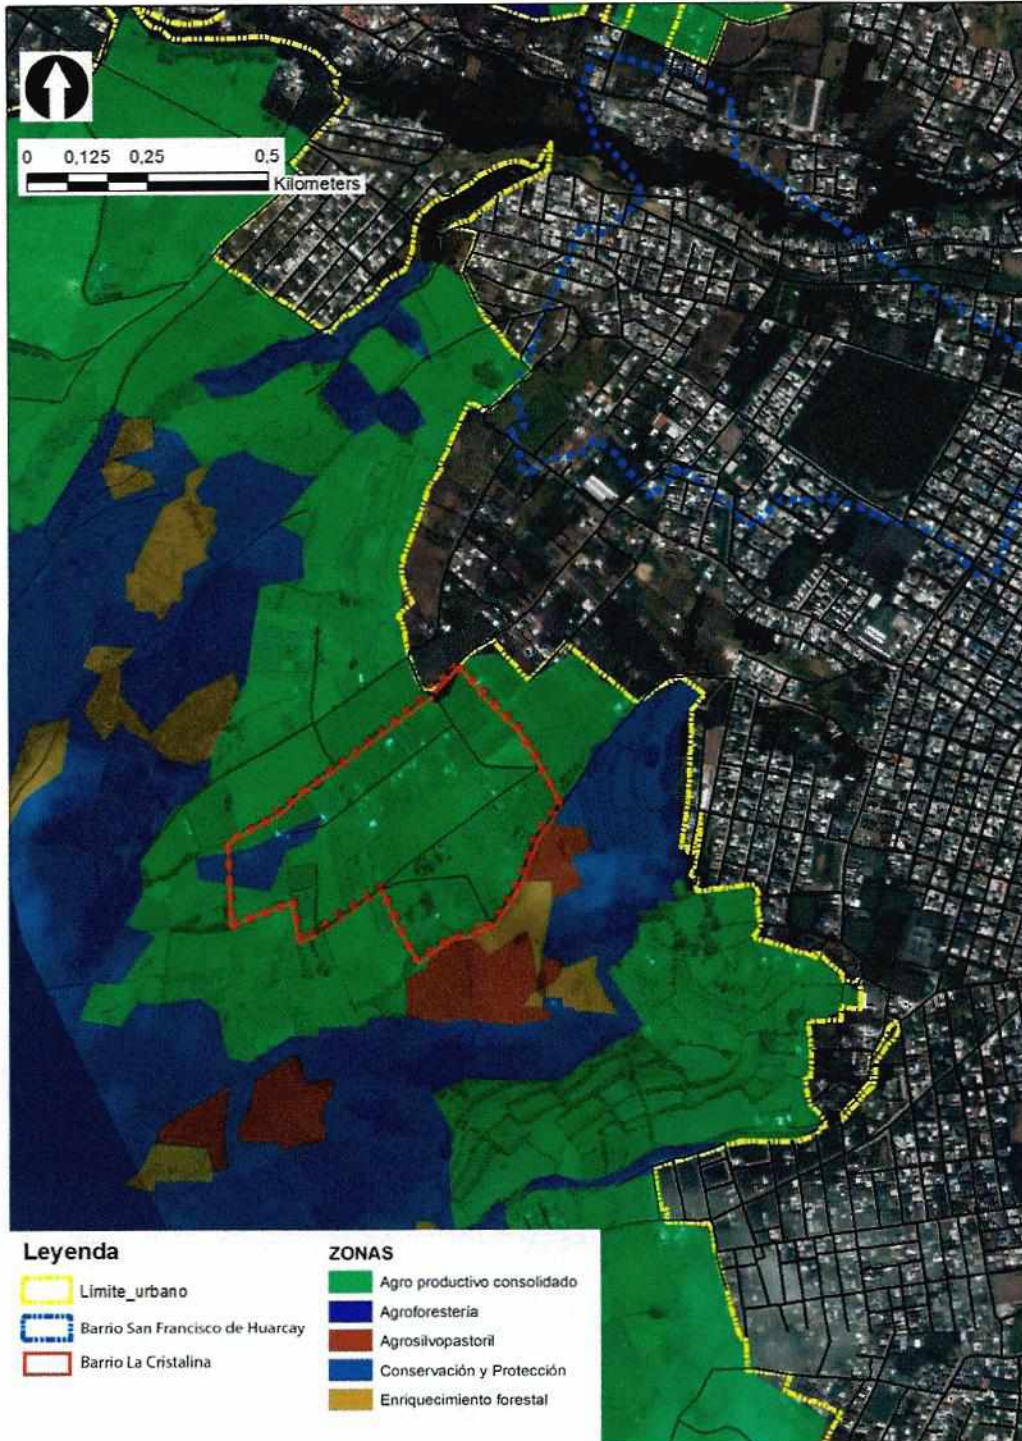 0 0,125 0,25 0,5
Kilometers
Leyenda
Límite_urbano
Barrio San Francisco de Huarcay
Barrio La Cristalina
ZONAS
Agro productivo consolidado
Agroforestería
Agrosilvopastoril
Conservación y Protección
Enriquecimiento forestal